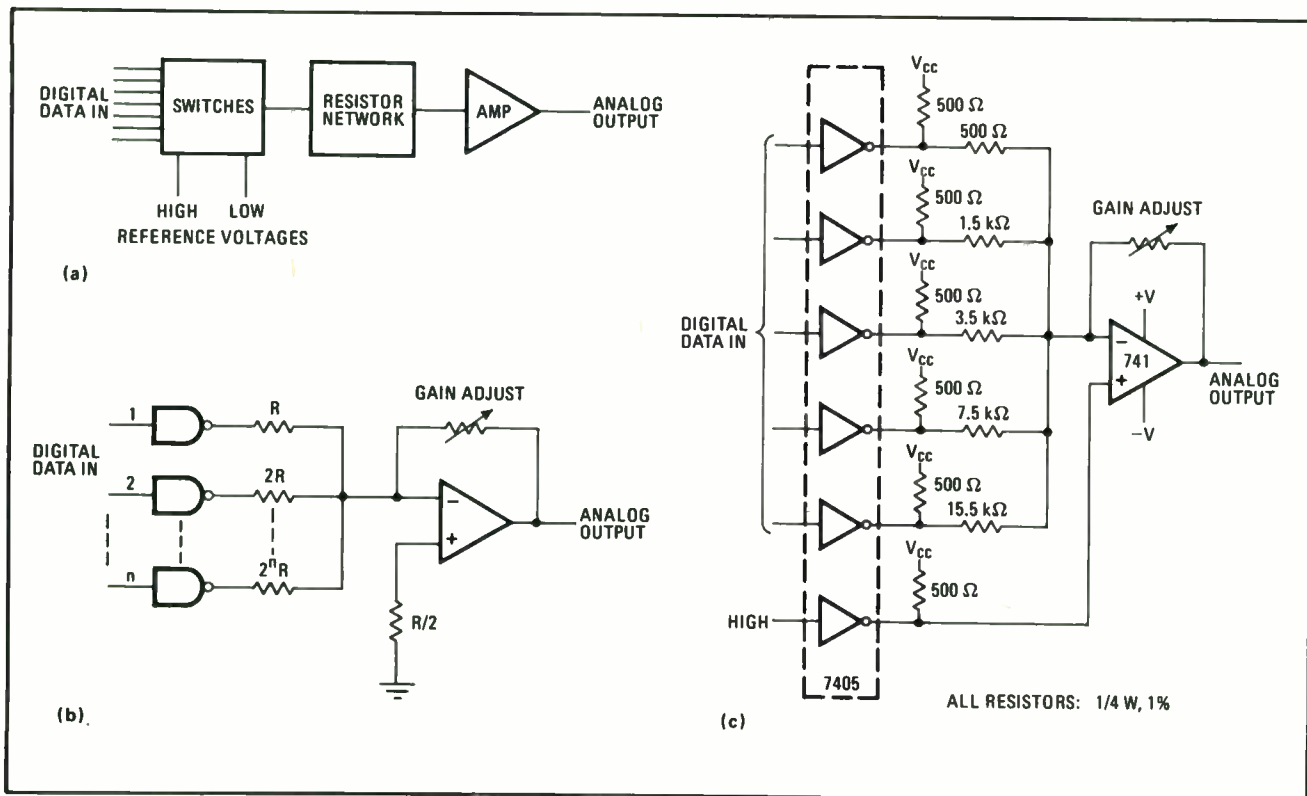 DIGITAL
DATA IN
SWITCHES
RESISTOR
NETWORK
AMP
ANALOG
OUTPUT
HIGH LOW
REFERENCE VOLTAGES
(a)
DIGITAL
DATA IN
1
2
n
R
2R
2ⁿR
GAIN ADJUST
−
+
R/2
ANALOG
OUTPUT
(b).
VCC
500 Ω
500 Ω
VCC
500 Ω
1.5 kΩ
VCC
500 Ω
3.5 kΩ
VCC
500 Ω
7.5 kΩ
VCC
500 Ω
15.5 kΩ
VCC
500 Ω
DIGITAL
DATA IN
HIGH
7405
GAIN ADJUST
+V
−
741
+
−V
ANALOG
OUTPUT
ALL RESISTORS: 1/4 W, 1%
(c)